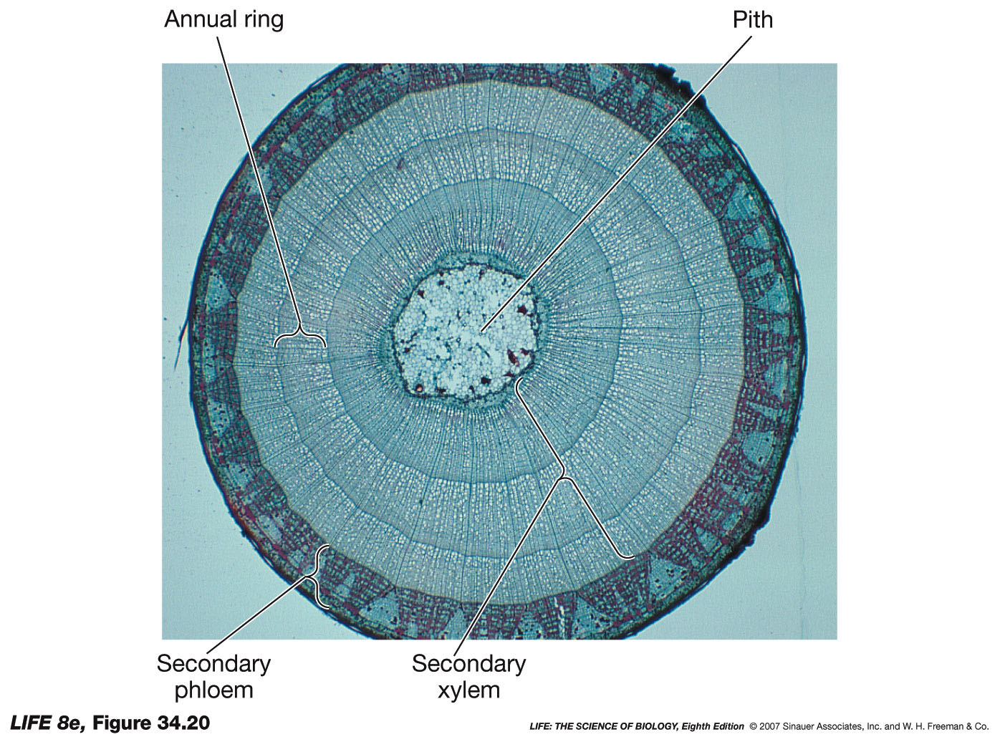 Annual ring
Pith
Secondary
phloem
Secondary
xylem
LIFE 8e, Figure 34.20
LIFE: THE SCIENCE OF BIOLOGY, Eighth Edition © 2007 Sinauer Associates, Inc. and W. H. Freeman & Co.